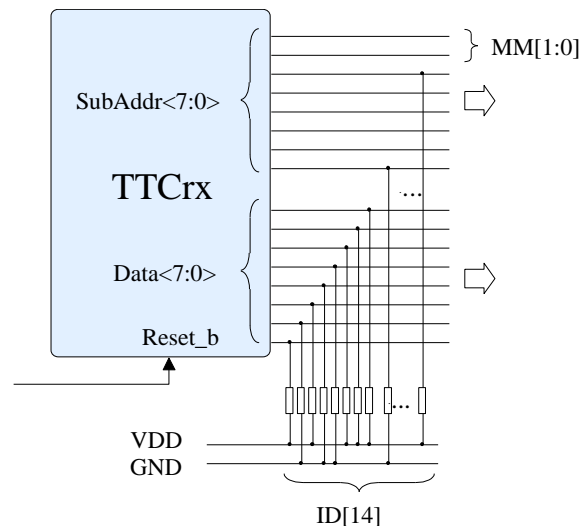 MM[1:0]
SubAddr<7:0>
TTCrx
...
Data<7:0>
Reset_b
...
VDD
GND
ID[14]